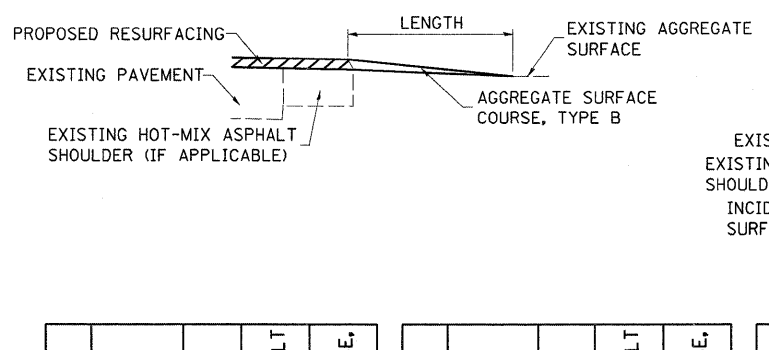 LENGTH
PROPOSED RESURFACING
EXISTING AGGREGATE
SURFACE
EXISTING PAVEMENT
AGGREGATE SURFACE
COURSE, TYPE B
EXISTING HOT-MIX ASPHALT
SHOULDER (IF APPLICABLE)